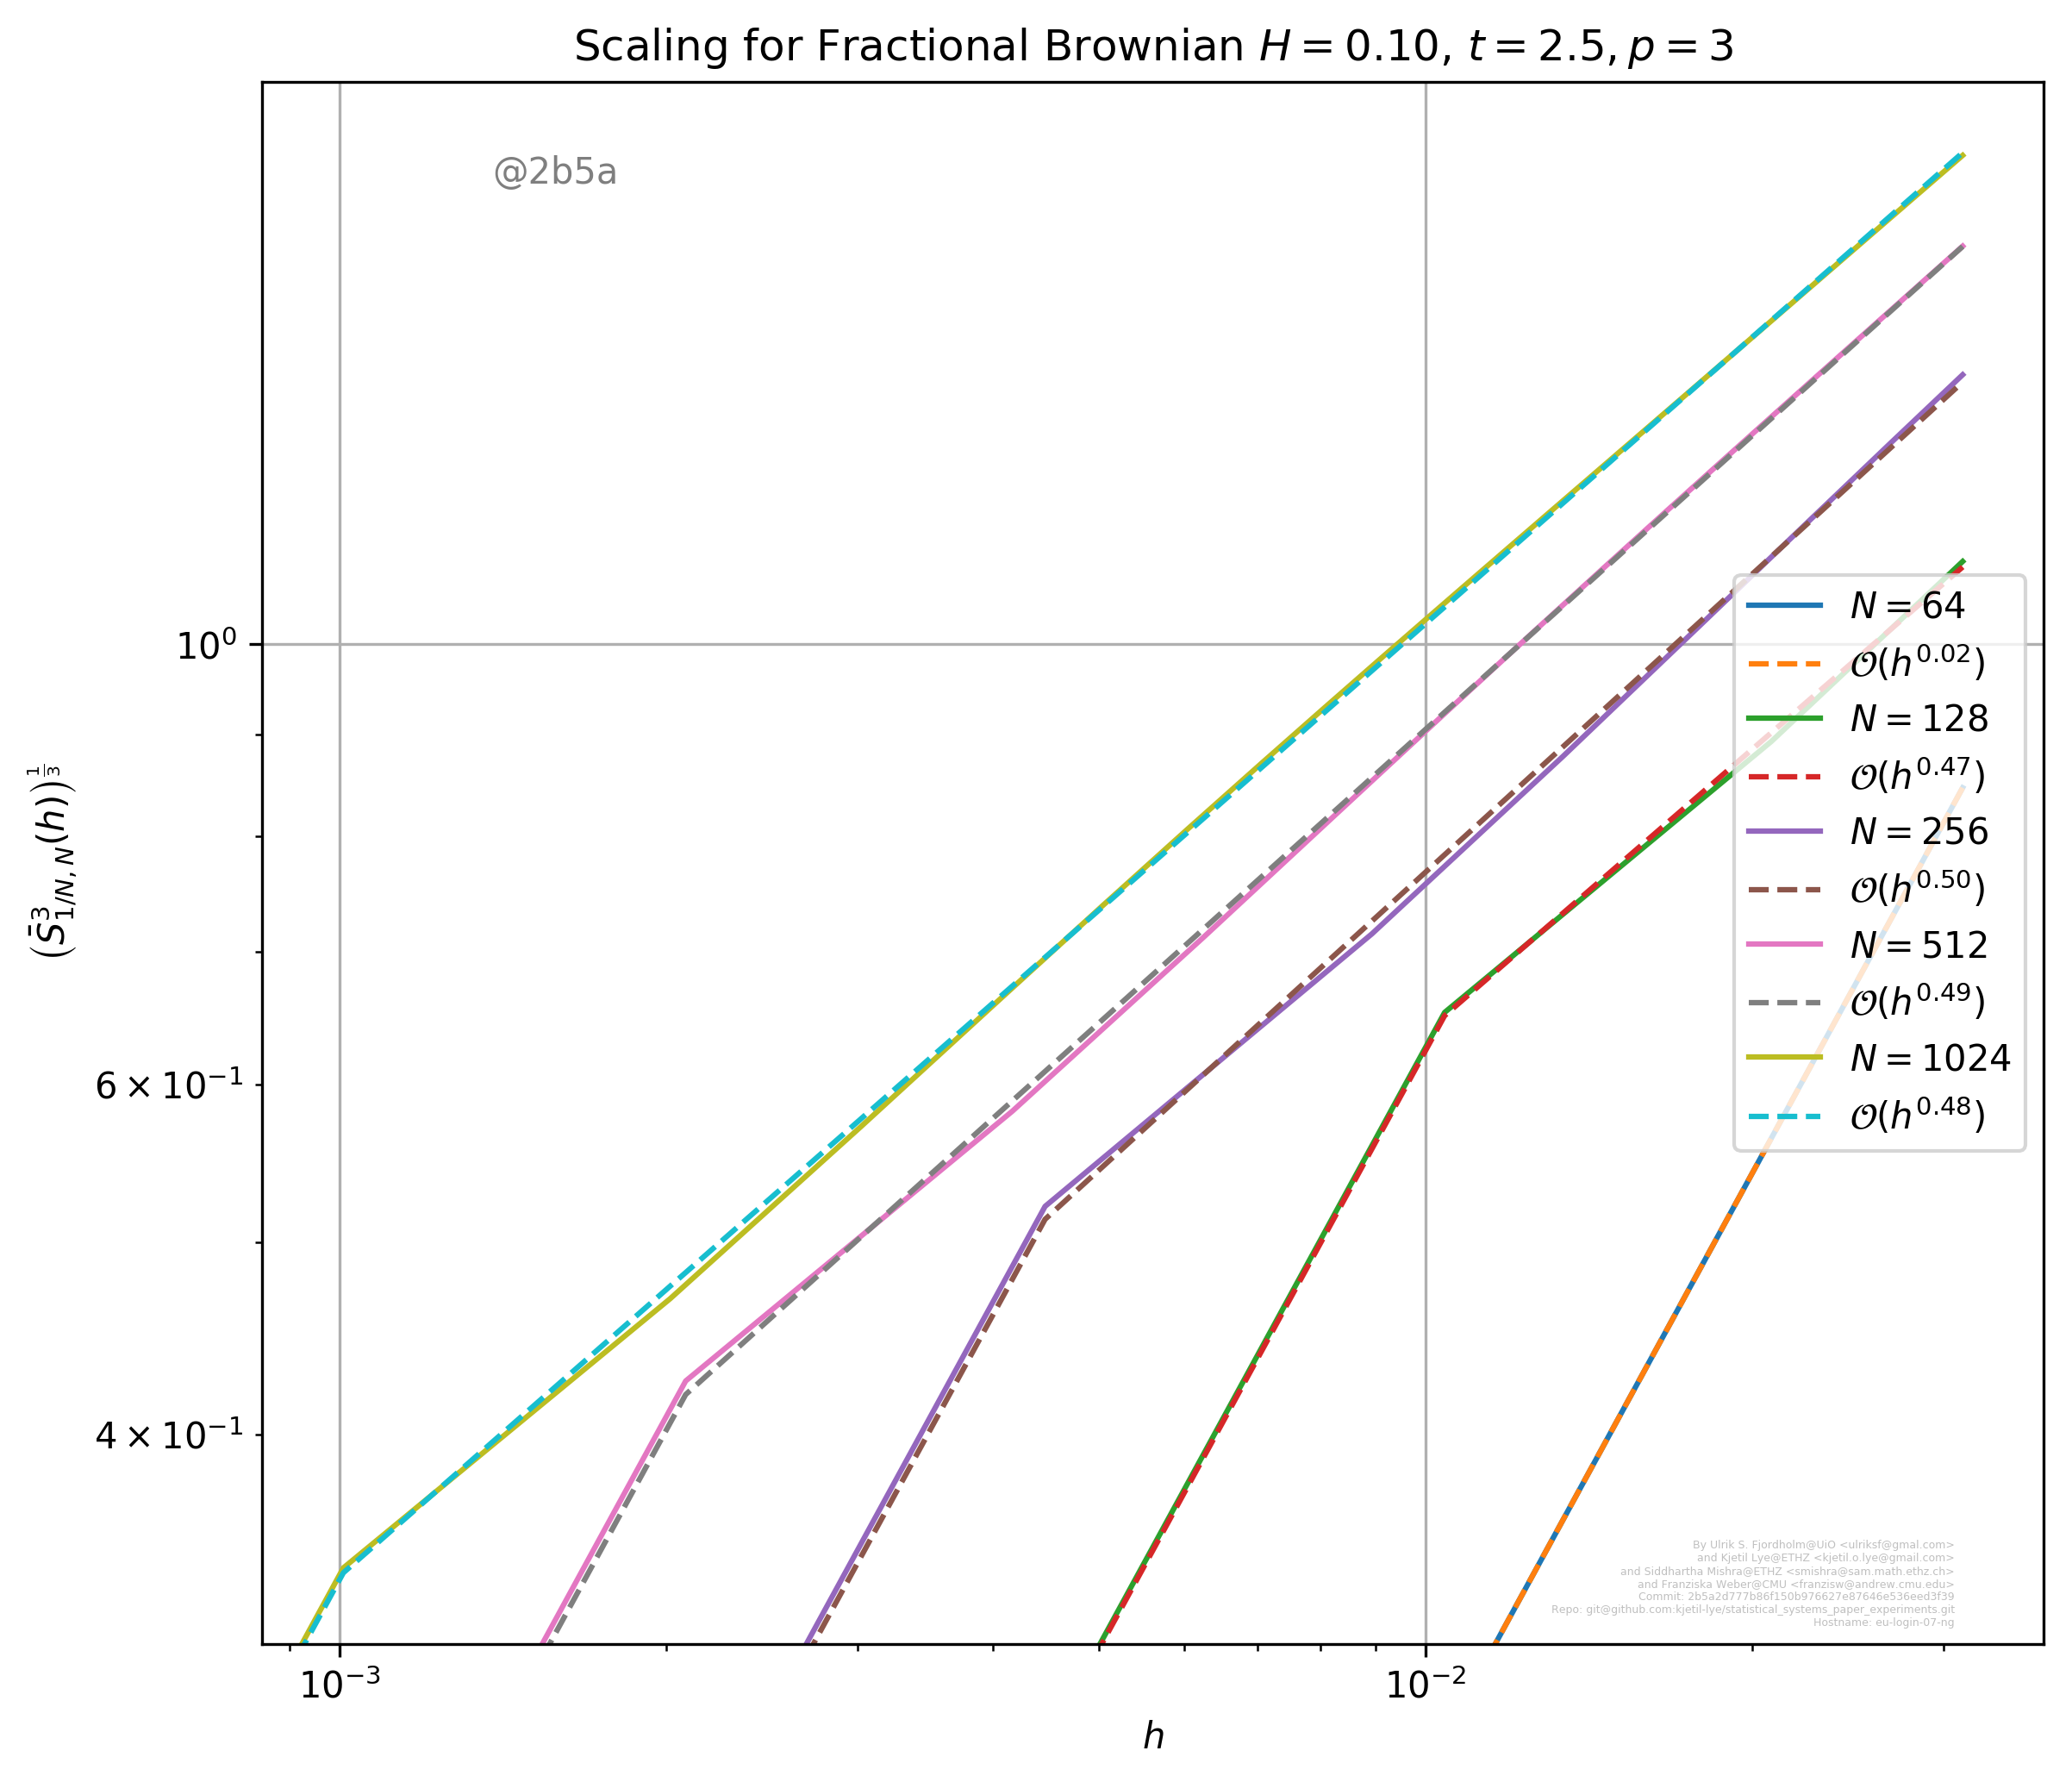 Scaling for Fractional Brownian H = 0.10, t = 2.5, p = 3
@2b5a
(S̄³₁/N, N(h))^(1/3)
10⁰
6 × 10⁻¹
4 × 10⁻¹
N = 64
𝒪(h^0.02)
N = 128
𝒪(h^0.47)
N = 256
𝒪(h^0.50)
N = 512
𝒪(h^0.49)
N = 1024
𝒪(h^0.48)
By Ulrik S. Fjordholm@UiO <ulriksf@gmal.com>
and Kjetil Lye@ETHZ <kjetil.o.lye@gmail.com>
and Siddhartha Mishra@ETHZ <smishra@sam.math.ethz.ch>
and Franziska Weber@CMU <franzisw@andrew.cmu.edu>
Commit: 2b5a2d777b86f150b976627e87646e536eed3f39
Repo: git@github.com:kjetil-lye/statistical_systems_paper_experiments.git
Hostname: eu-login-07-ng
10⁻³
10⁻²
h